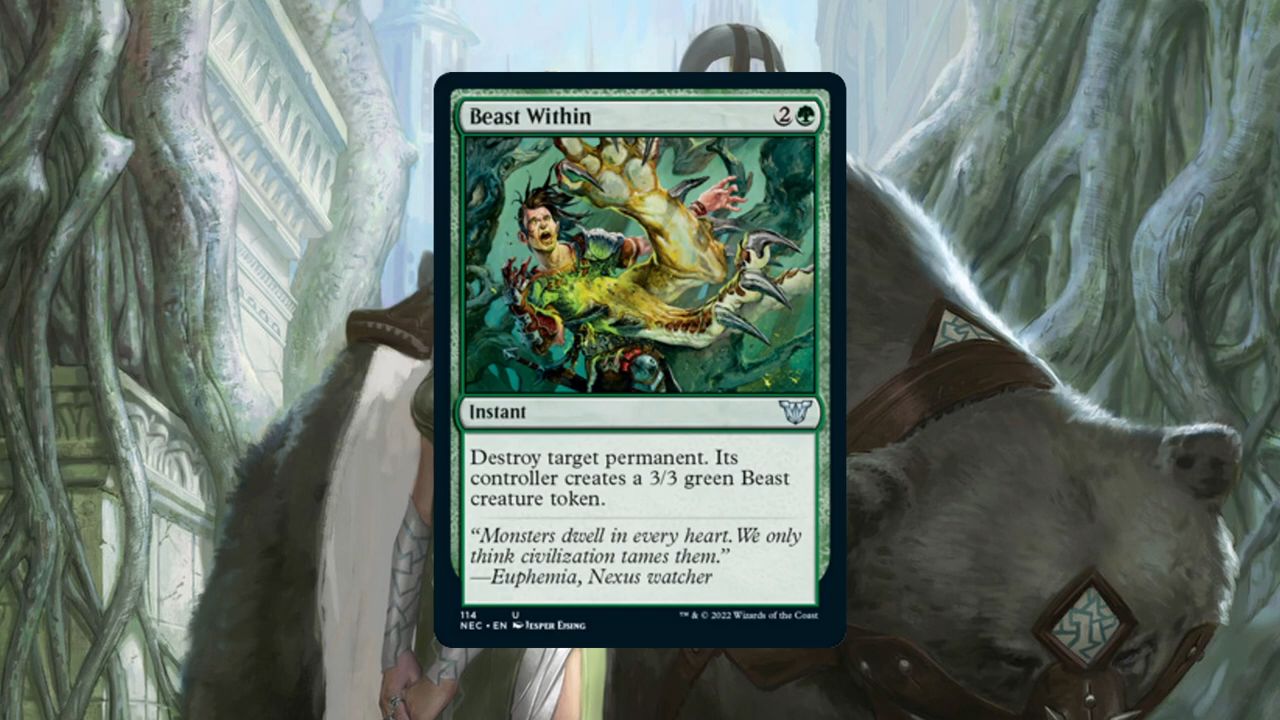 Beast Within 2
Instant
Destroy target permanent. Its
controller creates a 3/3 green Beast
creature token.
“Monsters dwell in every heart. We only
think civilization tames them.”
—Euphemia, Nexus watcher
114 U ™ & © 2022 Wizards of the Coast
NEC • EN Jesper Ejsing